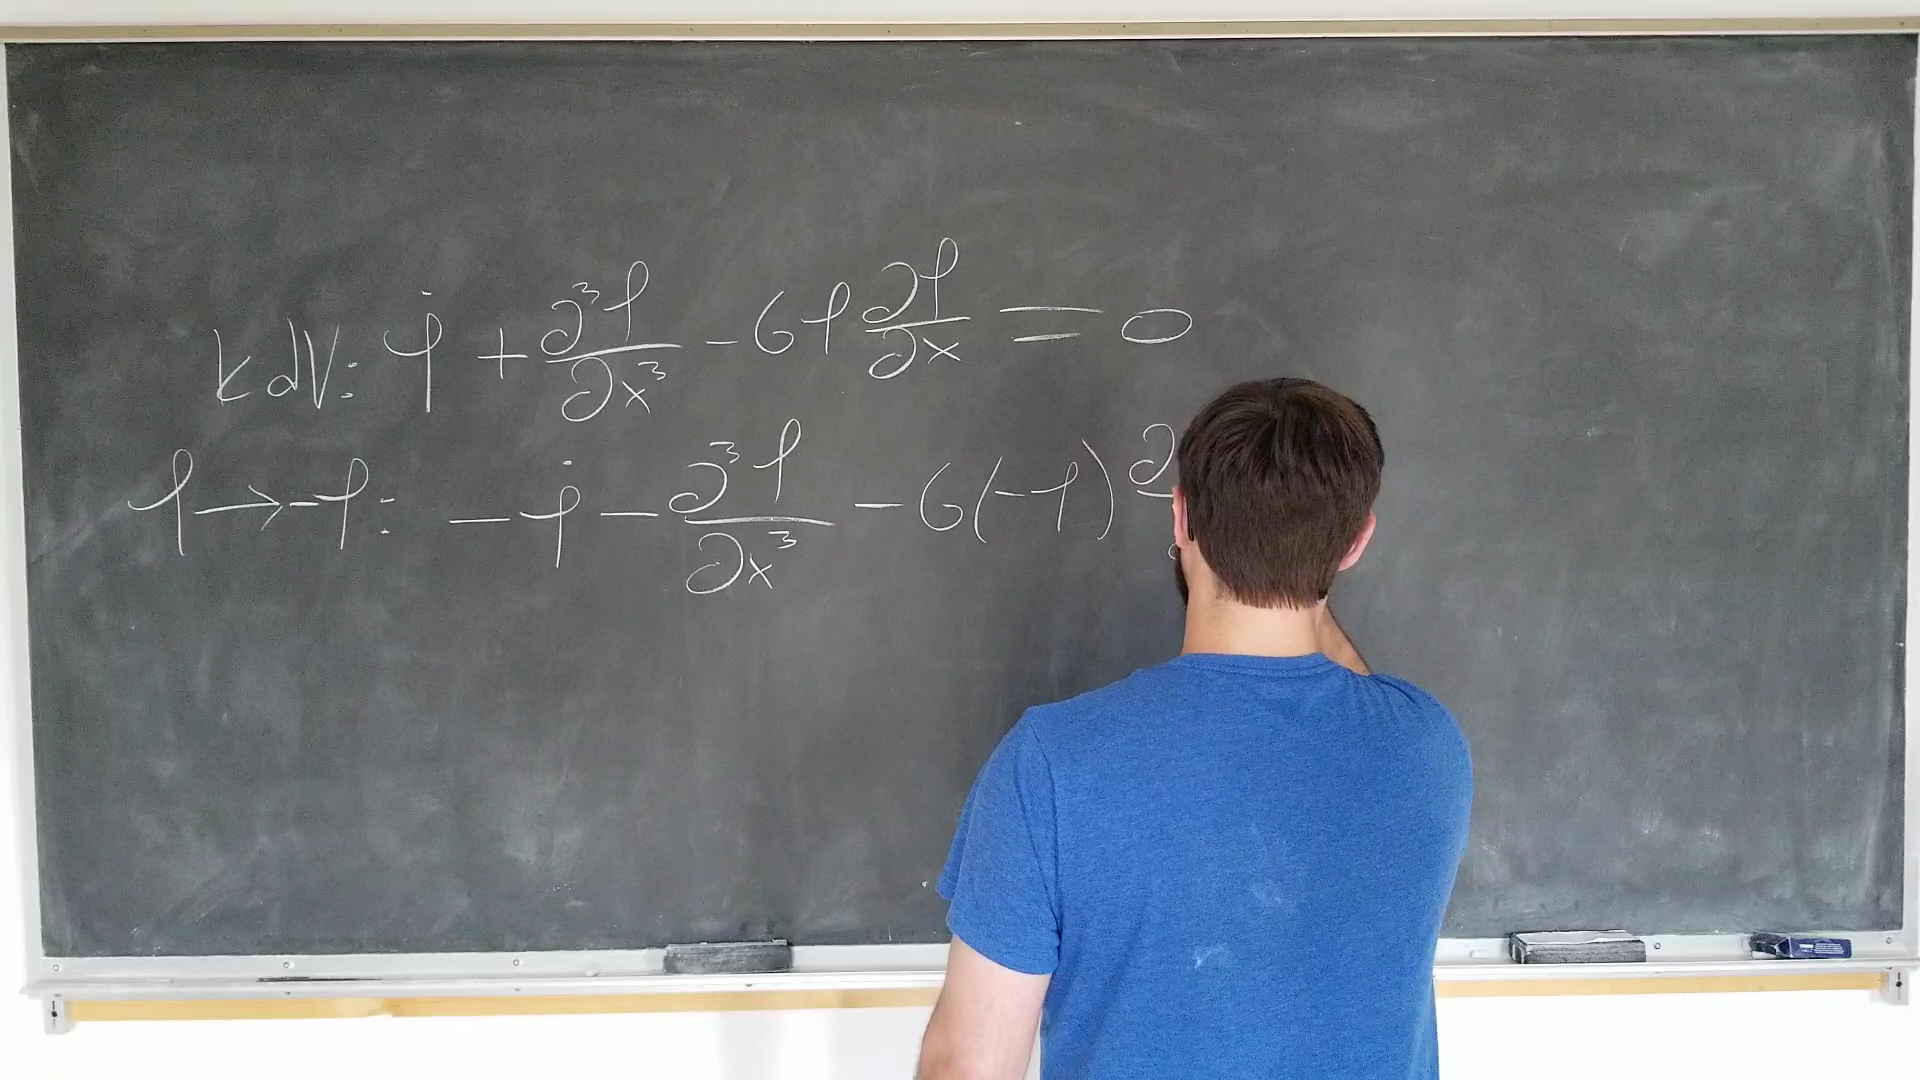 KdV: φ̇ + ∂³φ/∂x³ - 6φ ∂φ/∂x = 0
φ → -φ: -φ̇ - ∂³φ/∂x³ - 6(-φ) ∂